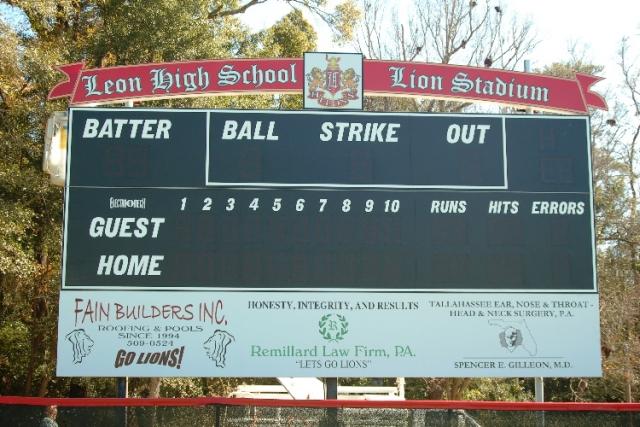 Leon High School Lion Stadium
BATTER BALL STRIKE OUT
1 2 3 4 5 6 7 8 9 10 RUNS HITS ERRORS
GUEST
HOME
FAIN BUILDERS INC.
ROOFING & POOLS
SINCE 1994
509-0524
GO LIONS!
HONESTY, INTEGRITY, AND RESULTS
R
Remillard Law Firm, P.A.
"LETS GO LIONS"
TALLAHASSEE EAR, NOSE & THROAT-
HEAD & NECK SURGERY, P.A.
SPENCER E. GILLEON, M.D.